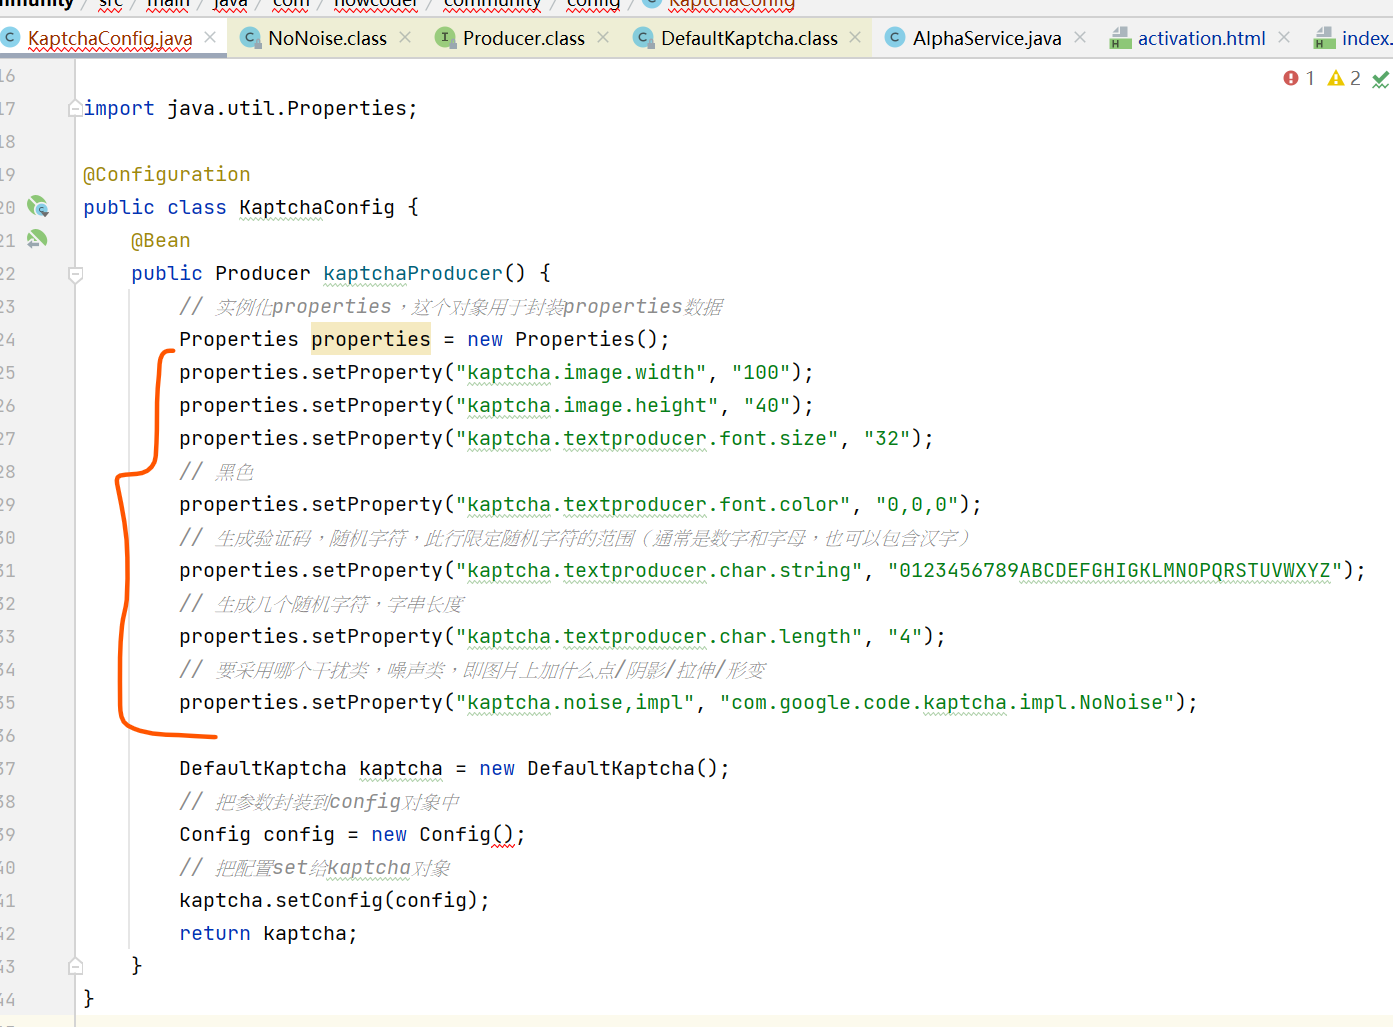 mmunity / src / main / java / com / nowcoder / community / config / KaptchaConfig
KaptchaConfig.java NoNoise.class Producer.class DefaultKaptcha.class AlphaService.java activation.html index.
1 2
16
17 import java.util.Properties;
18
19 @Configuration
20 public class KaptchaConfig {
21 @Bean
22 public Producer kaptchaProducer() {
23 // 实例化properties，这个对象用于封装properties数据
24 Properties properties = new Properties();
25 properties.setProperty("kaptcha.image.width", "100");
26 properties.setProperty("kaptcha.image.height", "40");
27 properties.setProperty("kaptcha.textproducer.font.size", "32");
28 // 黑色
29 properties.setProperty("kaptcha.textproducer.font.color", "0,0,0");
30 // 生成验证码，随机字符，此行限定随机字符的范围（通常是数字和字母，也可以包含汉字）
31 properties.setProperty("kaptcha.textproducer.char.string", "0123456789ABCDEFGHIGKLMNOPQRSTUVWXYZ");
32 // 生成几个随机字符，字串长度
33 properties.setProperty("kaptcha.textproducer.char.length", "4");
34 // 要采用哪个干扰类，噪声类，即图片上加什么点/阴影/拉伸/形变
35 properties.setProperty("kaptcha.noise,impl", "com.google.code.kaptcha.impl.NoNoise");
36
37 DefaultKaptcha kaptcha = new DefaultKaptcha();
38 // 把参数封装到config对象中
39 Config config = new Config();
40 // 把配置set给kaptcha对象
41 kaptcha.setConfig(config);
42 return kaptcha;
43 }
44 }